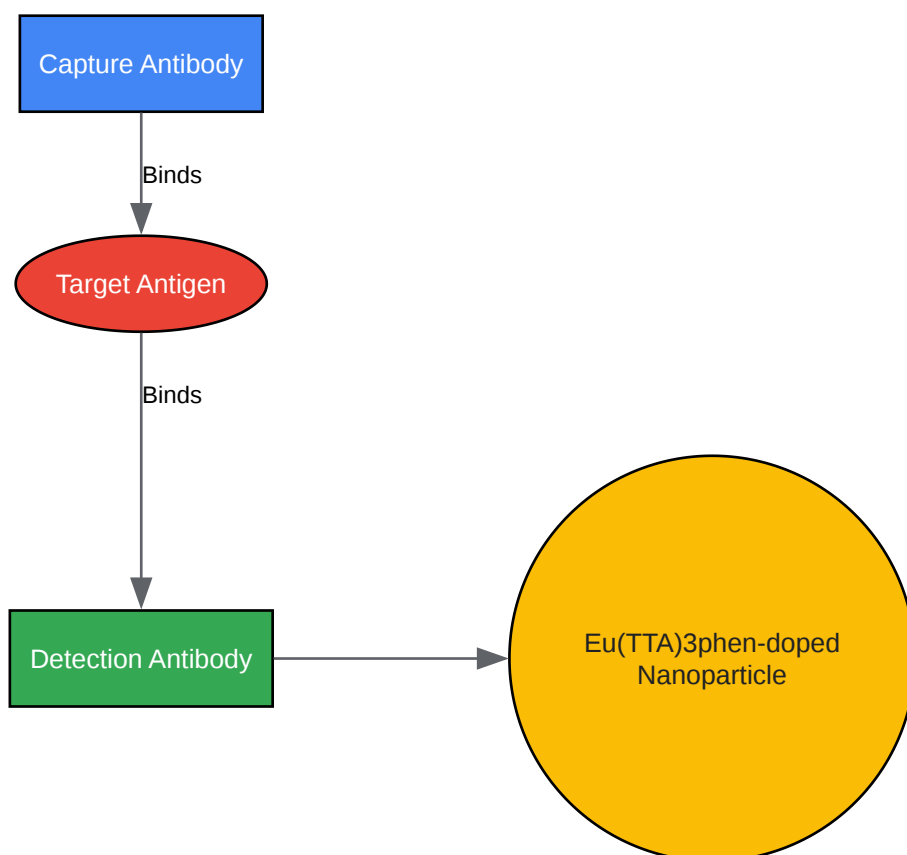 Capture Antibody
Binds
Target Antigen
Binds
Detection Antibody
Eu(TTA)3phen-doped
Nanoparticle